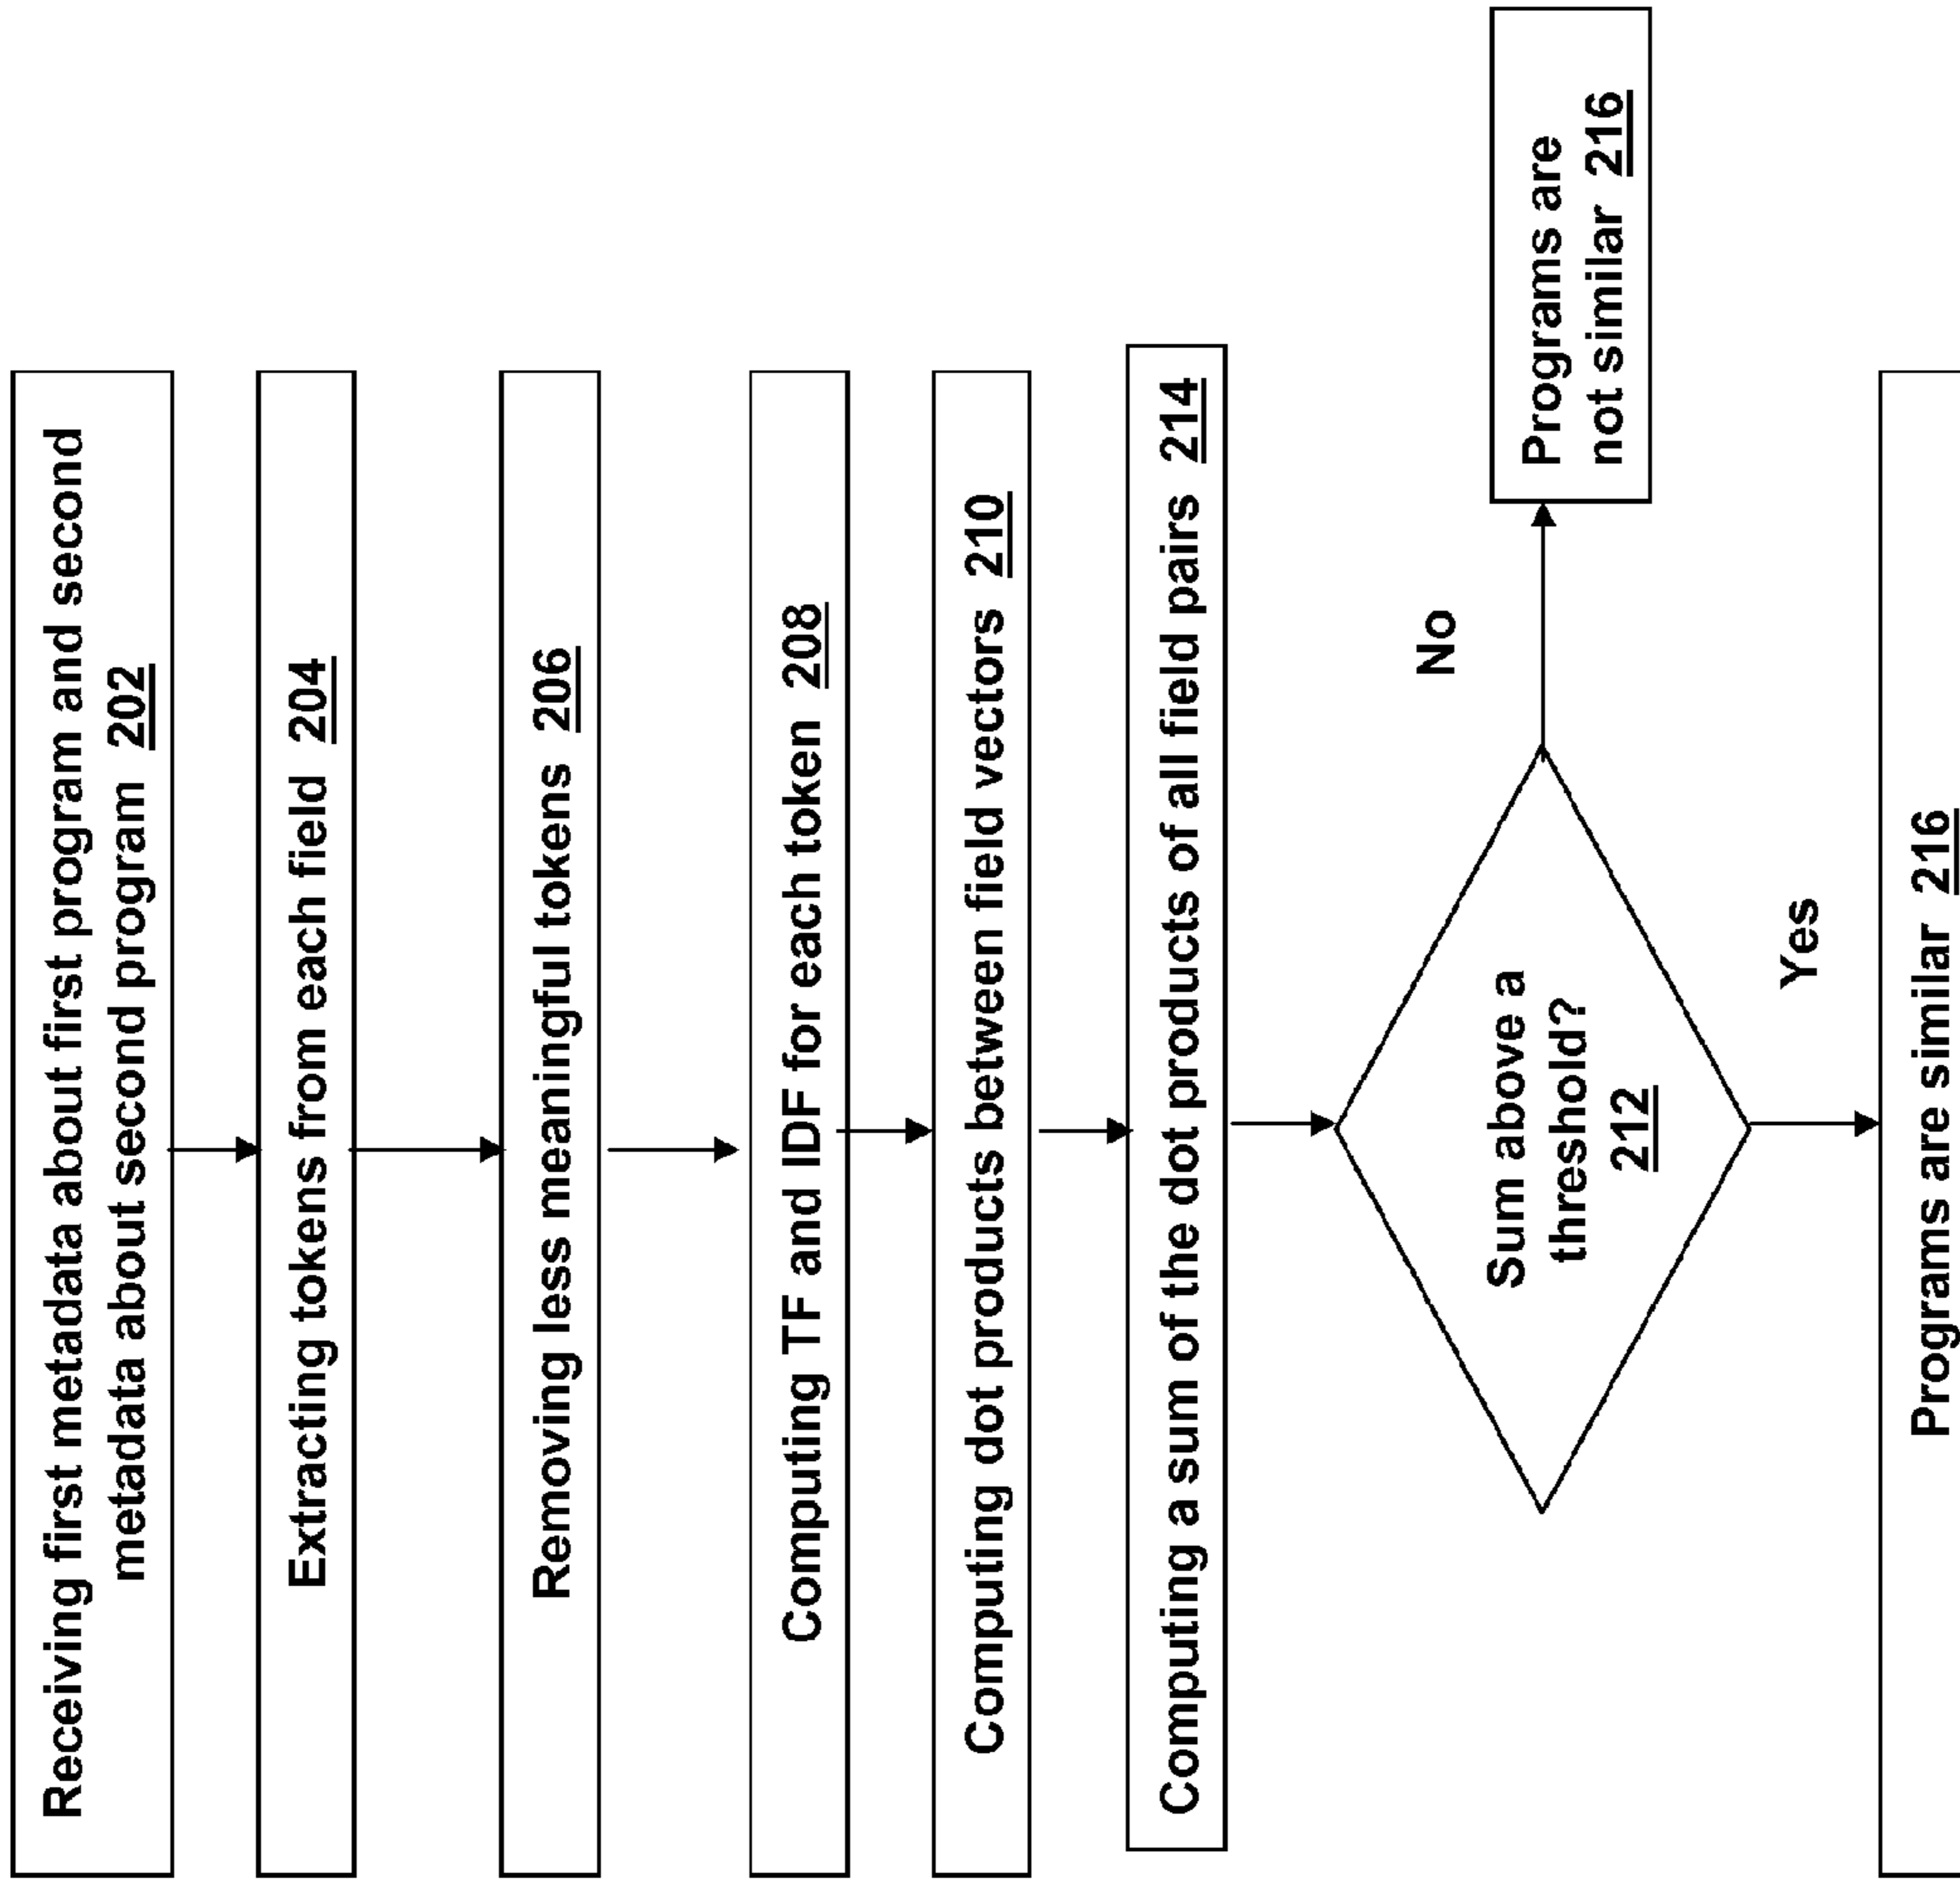 Receiving first metadata about first program and second
metadata about second program 202
Extracting tokens from each field 204
Removing less meaningful tokens 206
Computing TF and IDF for each token 208
Computing dot products between field vectors 210
Computing a sum of the dot products of all field pairs 214
Sum above a
threshold?
212
No
Programs are
not similar 216
Yes
Programs are similar 216